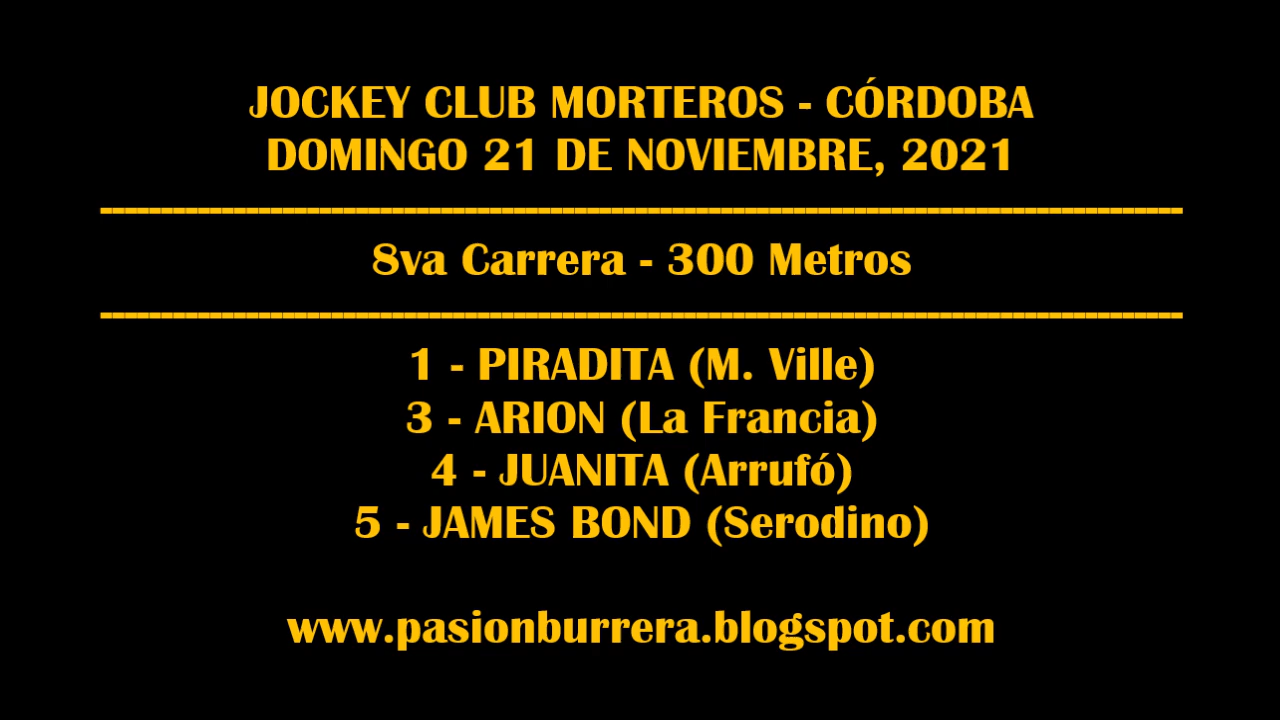 JOCKEY CLUB MORTEROS - CÓRDOBA
DOMINGO 21 DE NOVIEMBRE, 2021
8va Carrera - 300 Metros
1 - PIRADITA (M. Ville)
3 - ARION (La Francia)
4 - JUANITA (Arrufó)
5 - JAMES BOND (Serodino)
www.pasionburrera.blogspot.com